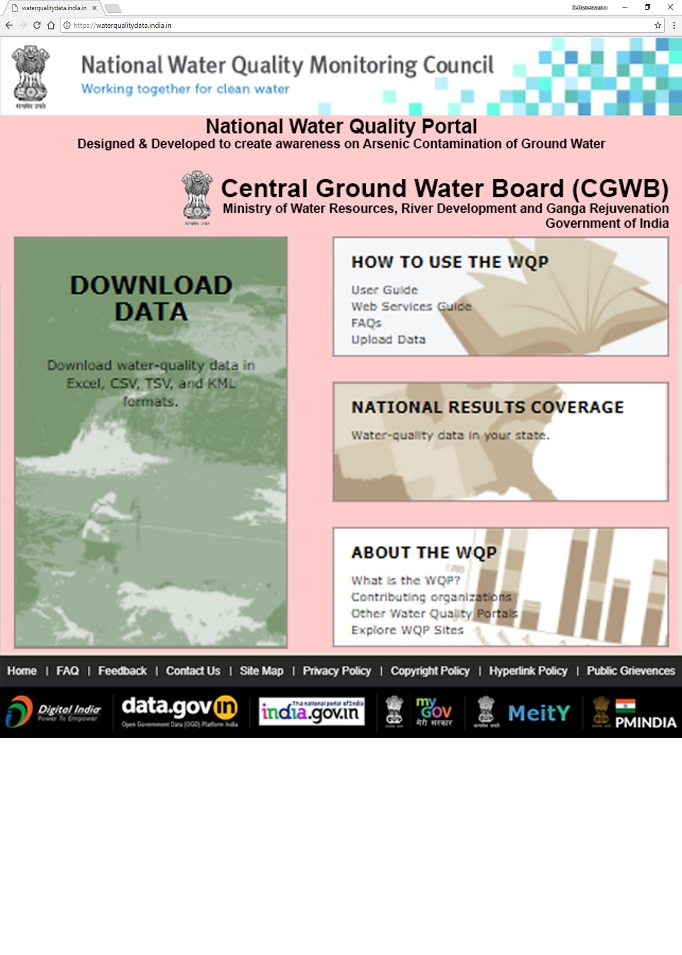 waterqualitydata.india.in
https://waterqualitydata.india.in
सत्यमेव जयते
National Water Quality Monitoring Council
Working together for clean water
National Water Quality Portal
Designed & Developed to create awareness on Arsenic Contamination of Ground Water
Central Ground Water Board (CGWB)
Ministry of Water Resources, River Development and Ganga Rejuvenation
Government of India
DOWNLOAD
DATA
Download water-quality data in
Excel, CSV, TSV, and KML
formats.
HOW TO USE THE WQP
User Guide
Web Services Guide
FAQs
Upload Data
NATIONAL RESULTS COVERAGE
Water-quality data in your state.
ABOUT THE WQP
What is the WQP?
Contributing organizations
Other Water Quality Portals
Explore WQP Sites
Home | FAQ | Feedback | Contact Us | Site Map | Privacy Policy | Copyright Policy | Hyperlink Policy | Public Grievences
Digital India
Power To Empower
data.gov in
Open Government Data (OGD) Platform India
The national portal of India
india.gov.in
my
GOV
मेरी सरकार
MeitY
PMINDIA